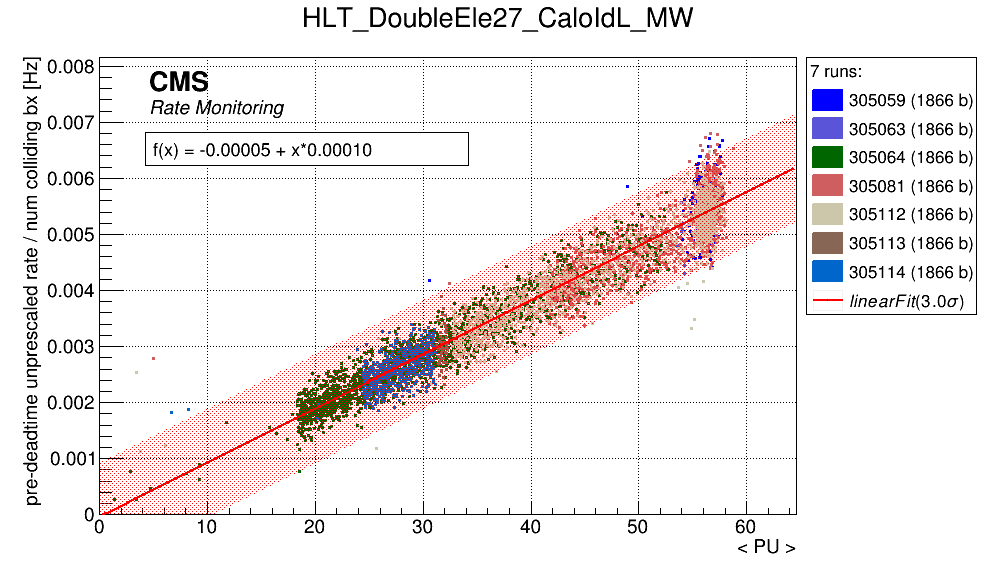 HLT_DoubleEle27_CaloIdL_MW
pre-deadtime unprescaled rate / num colliding bx [Hz]
0.008
0.007
0.006
0.005
0.004
0.003
0.002
0.001
0
CMS
Rate Monitoring
f(x) = -0.00005 + x*0.00010
0 10 20 30 40 50 60
< PU >
7 runs:
305059 (1866 b)
305063 (1866 b)
305064 (1866 b)
305081 (1866 b)
305112 (1866 b)
305113 (1866 b)
305114 (1866 b)
linearFit(3.0σ)